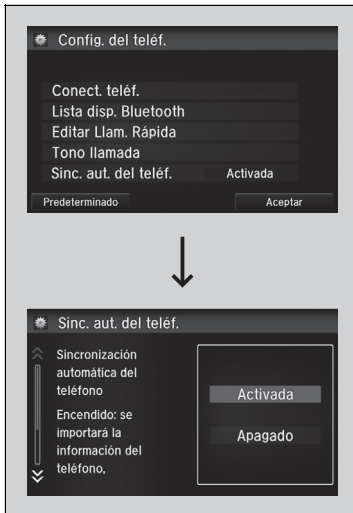 Config. del teléf.
Conect. teléf.
Lista disp. Bluetooth
Editar Llam. Rápida
Tono llamada
Sinc. aut. del teléf. Activada
Predeterminado Aceptar
Sinc. aut. del teléf.
Sincronización
automática del
teléfono
Encendido: se
importará la
información del
teléfono,
Activada
Apagado